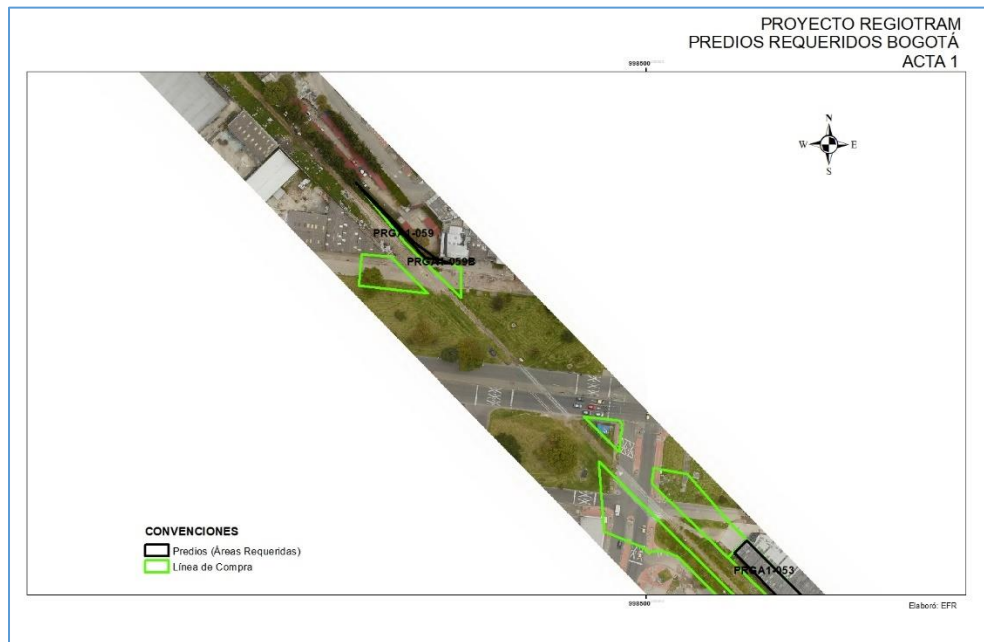 PROYECTO REGIOTRAM
PREDIOS REQUERIDOS BOGOTÁ
ACTA 1
998500
N
W E
S
PRGA1-059
PRGA1-059B
CONVENCIONES
Predios (Áreas Requeridas)
Línea de Compra
PRGA1-053
998500
Elaboró: EFR